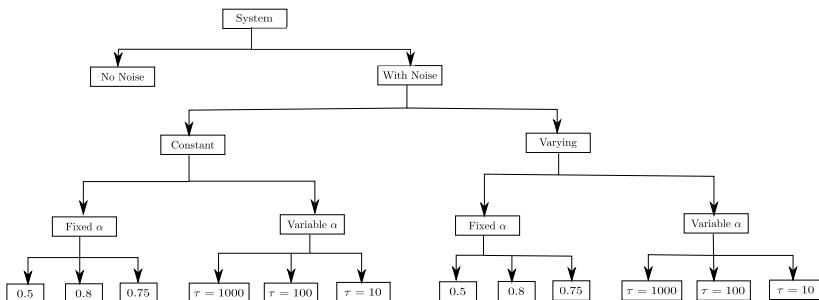 System
No Noise
With Noise
Constant
Varying
Fixed α
Variable α
Fixed α
Variable α
0.5
0.8
0.75
τ = 1000
τ = 100
τ = 10
0.5
0.8
0.75
τ = 1000
τ = 100
τ = 10